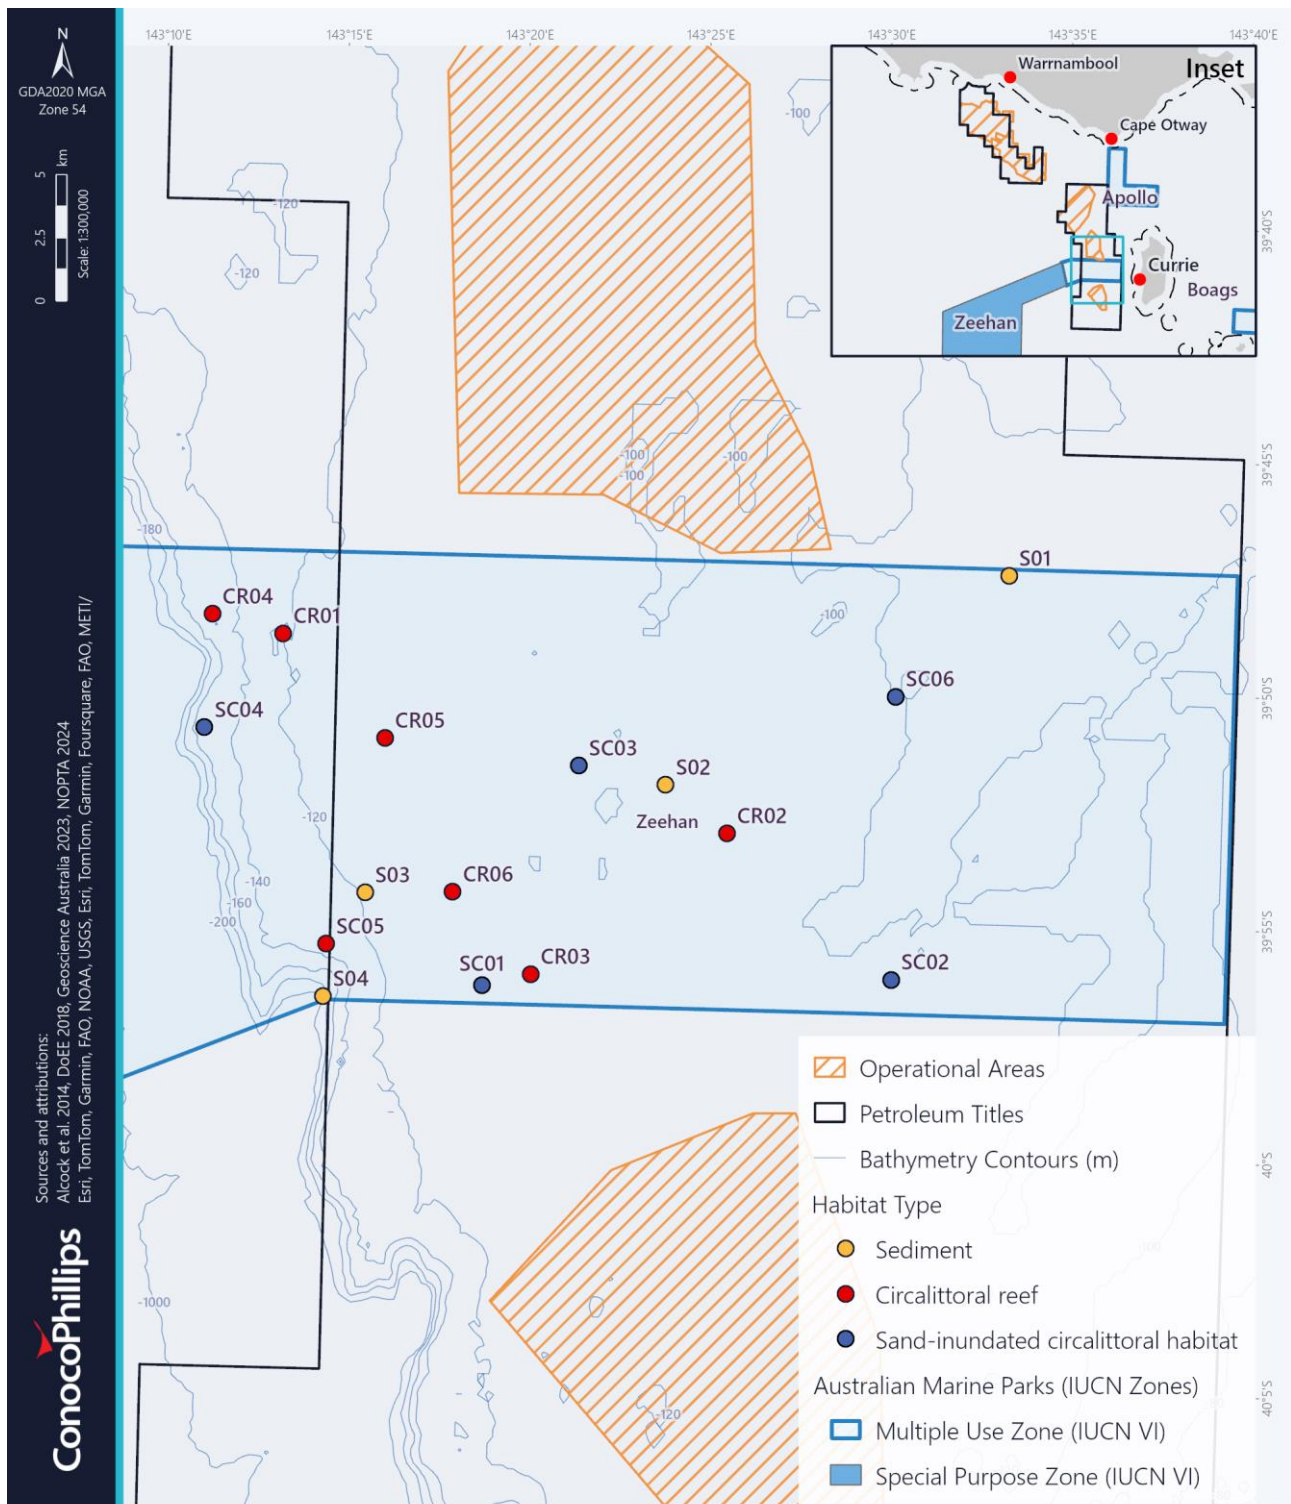 N
GDA2020 MGA
Zone 54
0 2.5 5 km
Scale: 1:300,000
Sources and attributions:
Alcock et al. 2014, DoEE 2018, Geoscience Australia 2023, NOPTA 2024
Esri, TomTom, Garmin, FAO, NOAA, USGS, Esri, TomTom, Garmin, Foursquare, FAO, METI/
ConocoPhillips
143°10'E 143°15'E 143°20'E 143°25'E 143°30'E 143°35'E 143°40'E
Inset
Warrnambool
Cape Otway
Apollo
Currie
Boags
Zeehan
39°40'S
39°45'S
39°50'S
39°55'S
40°S
40°5'S
-100
-120
-120
-100
-100
-100
-180
S01
CR04
CR01
-100
SC06
SC04
CR05
SC03
S02
Zeehan
CR02
-120
S03
CR06
-140
-160
-200
SC05
SC01
CR03
SC02
S04
-1000
-120
-100
Operational Areas
Petroleum Titles
Bathymetry Contours (m)
Habitat Type
Sediment
Circalittoral reef
Sand-inundated circalittoral habitat
Australian Marine Parks (IUCN Zones)
Multiple Use Zone (IUCN VI)
Special Purpose Zone (IUCN VI)